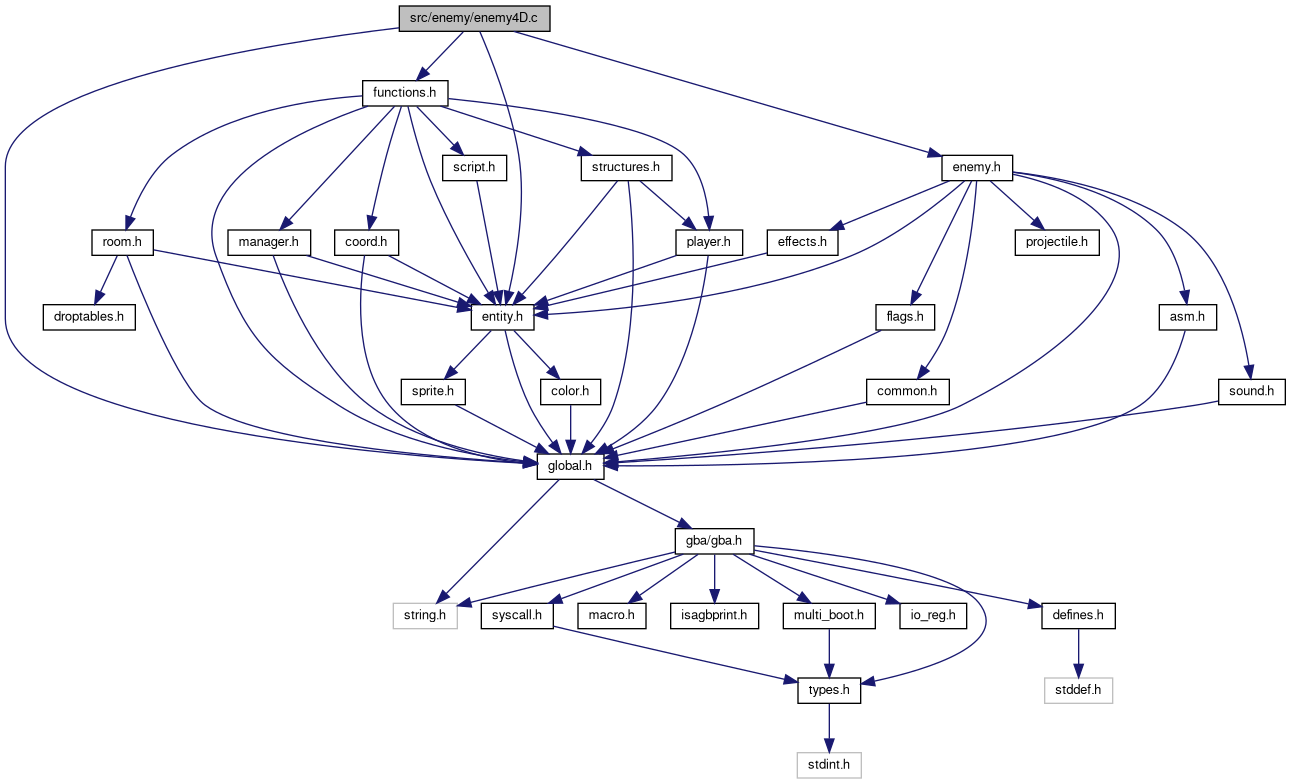 src/enemy/enemy4D.c
functions.h
script.h
structures.h
enemy.h
room.h
manager.h
coord.h
player.h
effects.h
projectile.h
droptables.h
entity.h
flags.h
asm.h
sprite.h
color.h
common.h
sound.h
global.h
gba/gba.h
string.h
syscall.h
macro.h
isagbprint.h
multi_boot.h
io_reg.h
defines.h
types.h
stddef.h
stdint.h